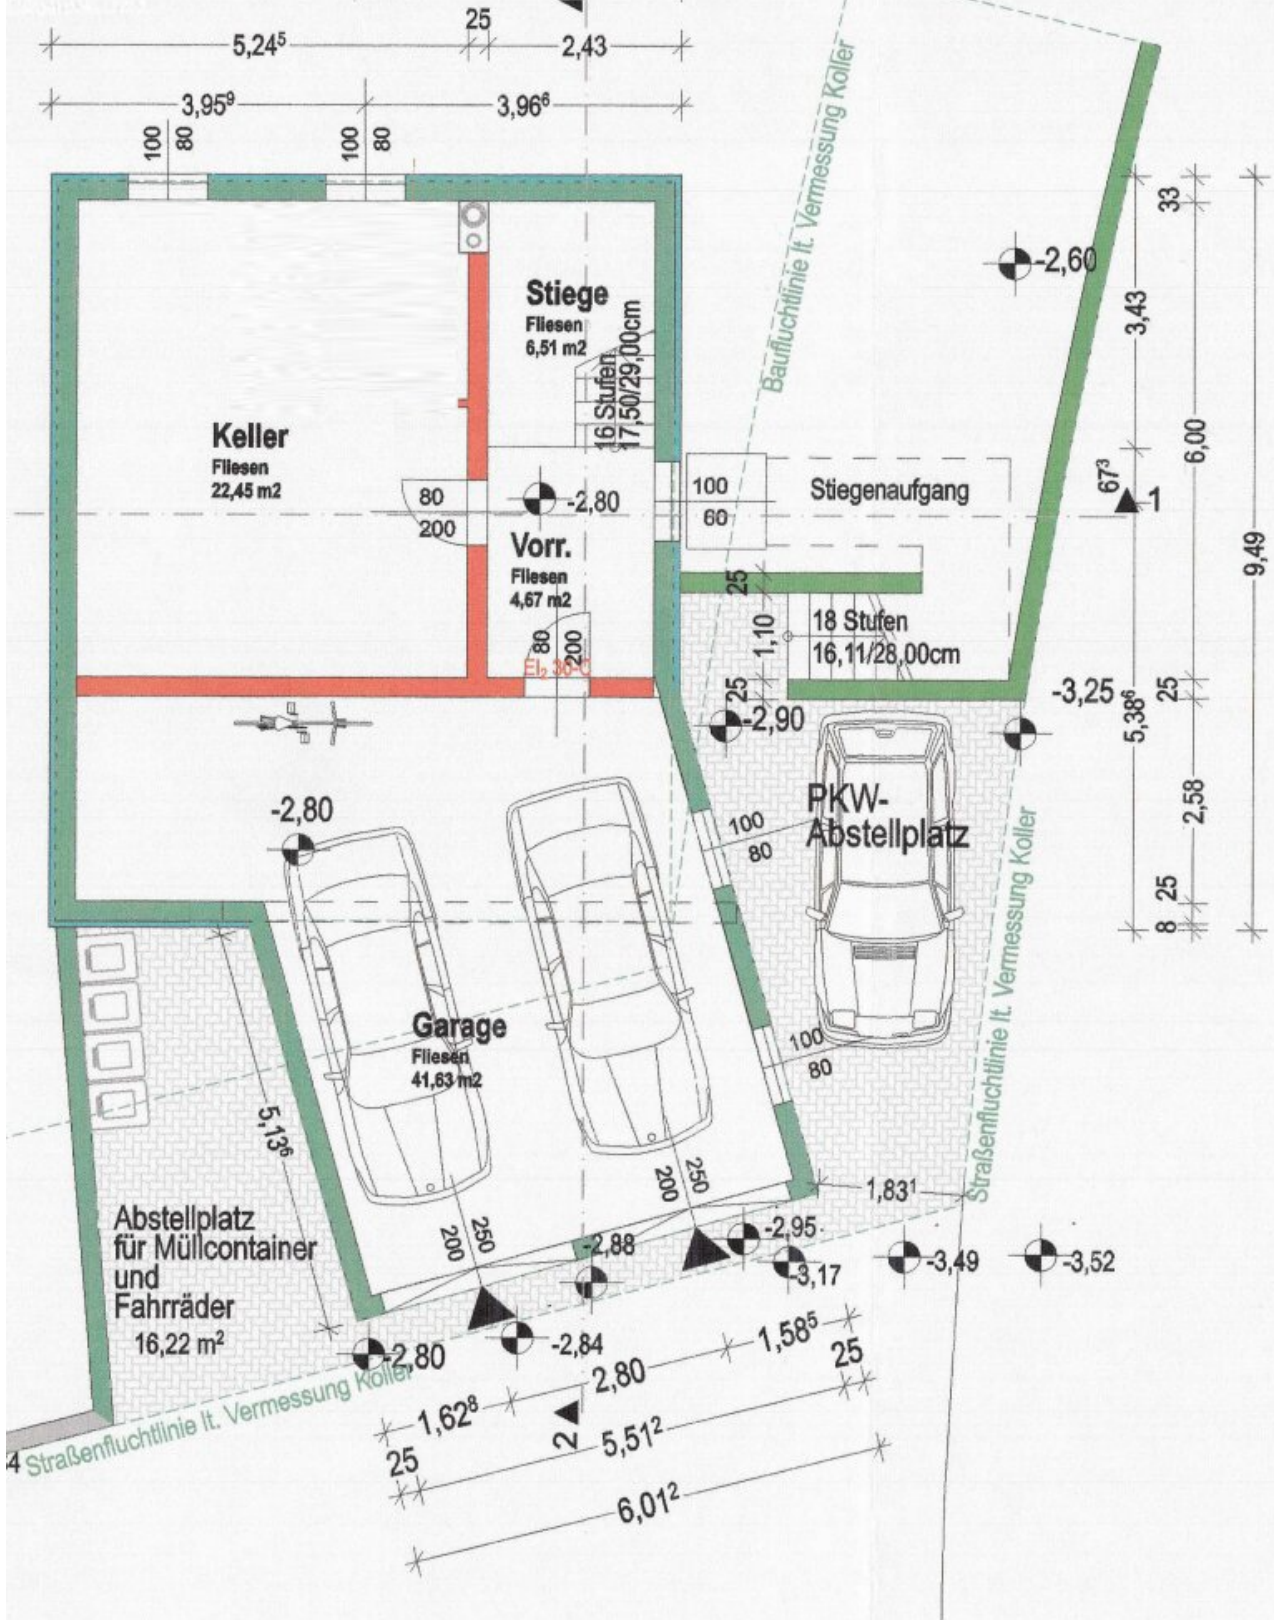 25
5,24⁵
2,43
3,95⁹
3,96⁶
100
80
100
80
Baufluchtlinie lt. Vermessung Koller
33
-2,60
3,43
Stiege
Fliesen
6,51 m2
16 Stufen
17,50/29,00cm
Keller
Fliesen
22,45 m2
6,00
67³
1
80
200
-2,80
100
60
Stiegenaufgang
9,49
Vorr.
Fliesen
4,67 m2
25
1,10
25
18 Stufen
16,11/28,00cm
80
200
EI₂ 30-C
-2,90
-3,25
25
5,38⁶
2,58
-2,80
100
80
PKW-
Abstellplatz
25
8
Straßenfluchtlinie lt. Vermessung Koller
Garage
Fliesen
41,63 m2
100
80
5,13⁶
250
200
1,83¹
Abstellplatz
für Müllcontainer
und
Fahrräder
16,22 m²
250
200
-2,88
-2,95
-3,17
-3,49
-3,52
-2,80
-2,84
1,58⁵
25
2,80
1,62⁸
2
5,51²
25
6,01²
Straßenfluchtlinie lt. Vermessung Koller
4